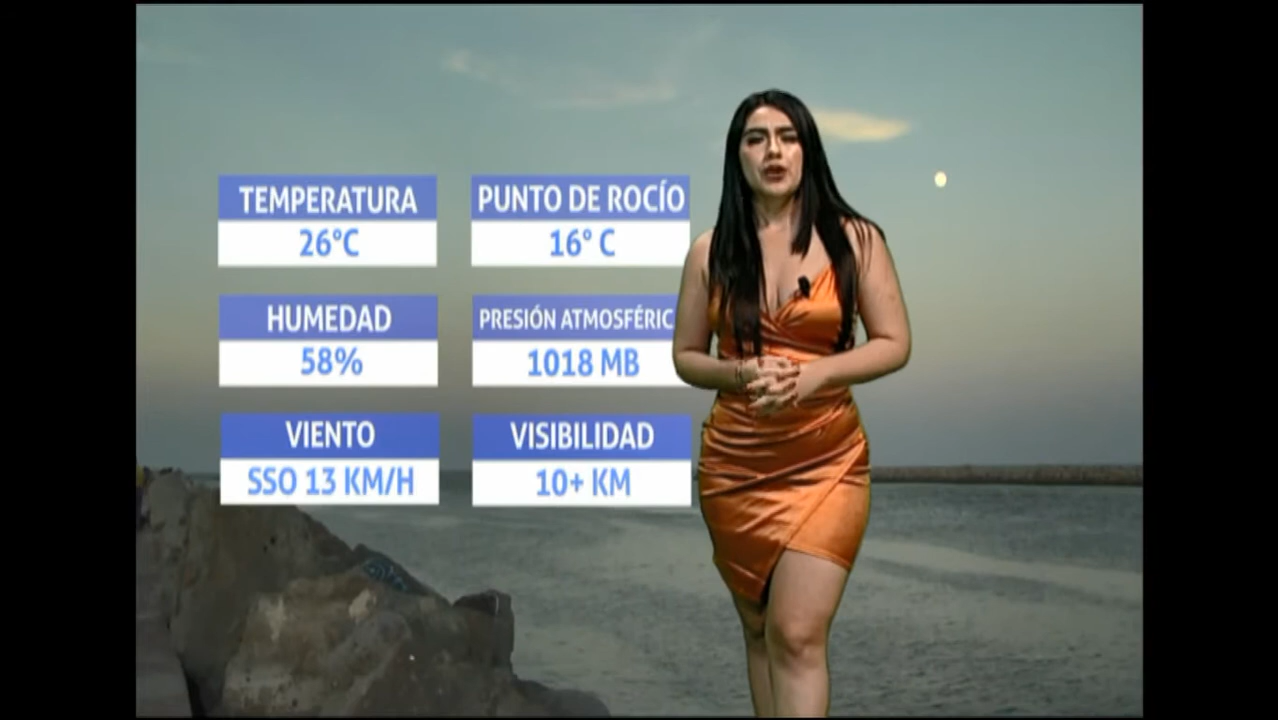 TEMPERATURA
26°C
PUNTO DE ROCÍO
16° C
HUMEDAD
58%
PRESIÓN ATMOSFÉRIC
1018 MB
VIENTO
SSO 13 KM/H
VISIBILIDAD
10+ KM